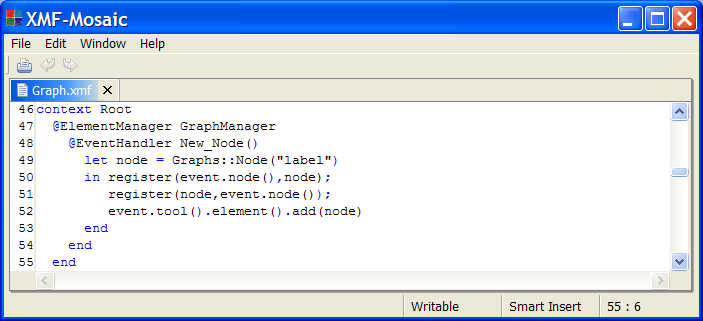 XMF-Mosaic
File Edit Window Help
Graph.xmf
46 context Root
47   @ElementManager GraphManager
48     @EventHandler New_Node()
49       let node = Graphs::Node("label")
50       in register(event.node(),node);
51          register(node,event.node());
52          event.tool().element().add(node)
53       end
54     end
55   end
Writable Smart Insert 55 : 6